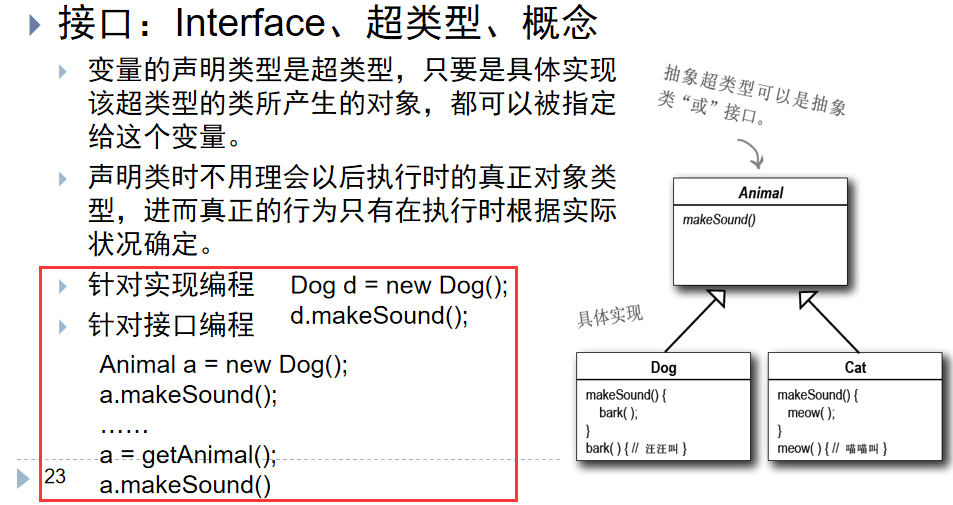 接口：Interface、超类型、概念
变量的声明类型是超类型，只要是具体实现
该超类型的类所产生的对象，都可以被指定
给这个变量。
声明类时不用理会以后执行时的真正对象类
型，进而真正的行为只有在执行时根据实际
状况确定。
针对实现编程
Dog d = new Dog();
d.makeSound();
针对接口编程
Animal a = new Dog();
a.makeSound();
……
a = getAnimal();
a.makeSound()
23
抽象超类型可以是抽象
类“或”接口。
Animal
makeSound()
具体实现
Dog
makeSound() {
bark( );
}
bark( ) { // 汪汪叫 }
Cat
makeSound() {
meow( );
}
meow( ) { // 喵喵叫 }